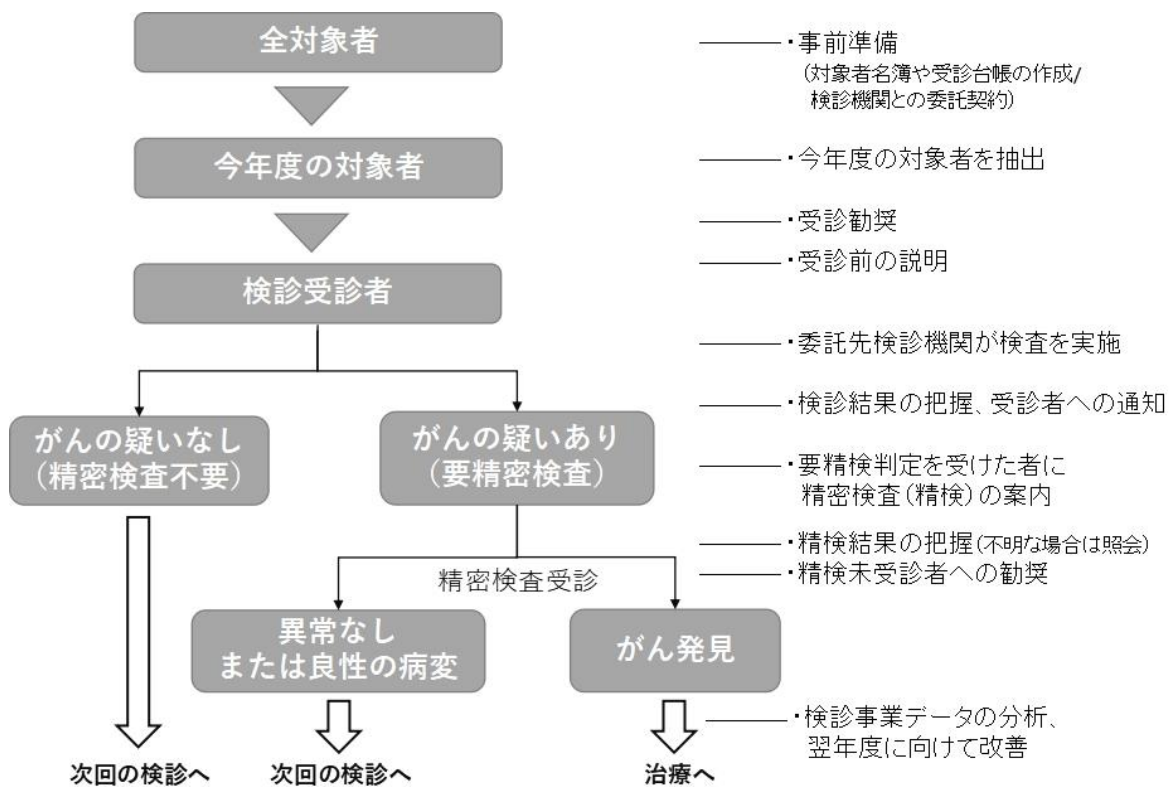 全対象者
・事前準備
(対象者名簿や受診台帳の作成/
検診機関との委託契約)
今年度の対象者
・今年度の対象者を抽出
・受診勧奨
・受診前の説明
検診受診者
・委託先検診機関が検査を実施
・検診結果の把握、受診者への通知
がんの疑いなし
(精密検査不要)
がんの疑いあり
(要精密検査)
・要精検判定を受けた者に
精密検査(精検)の案内
・精検結果の把握(不明な場合は照会)
・精検未受診者への勧奨
精密検査受診
異常なし
または良性の病変
がん発見
・検診事業データの分析、
翌年度に向けて改善
次回の検診へ
次回の検診へ
治療へ